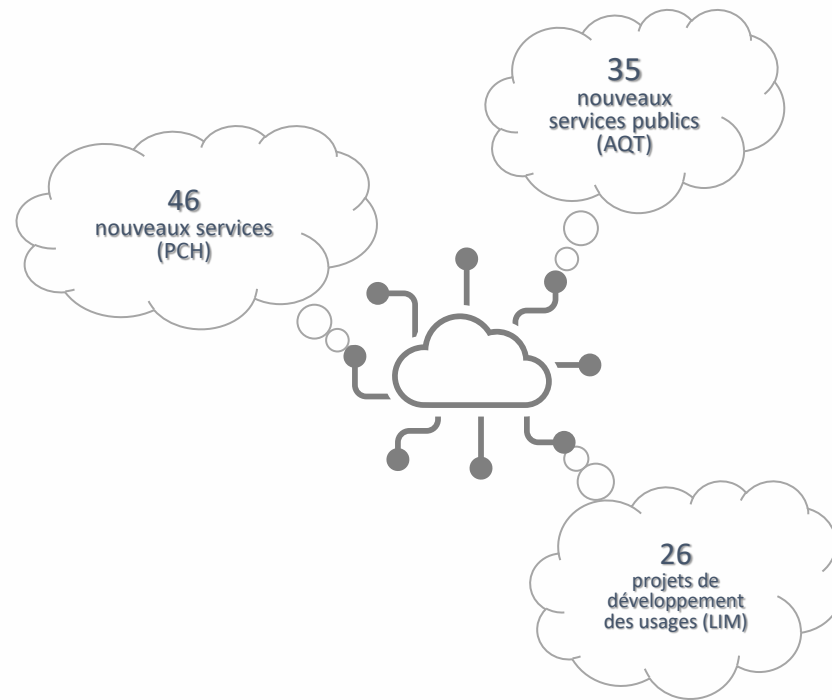 35
nouveaux
services publics
(AQT)
46
nouveaux services
(PCH)
26
projets de
développement
des usages (LIM)